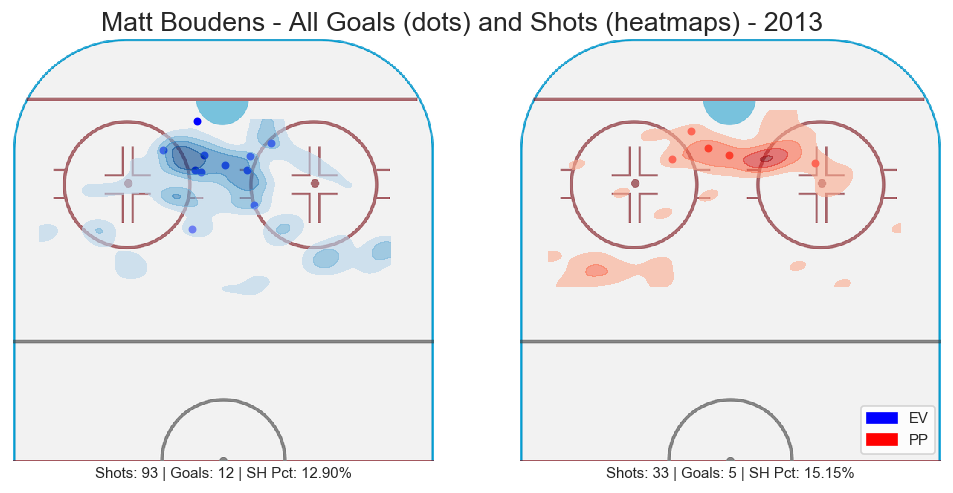 Matt Boudens - All Goals (dots) and Shots (heatmaps) - 2013
EV
PP
Shots: 93 | Goals: 12 | SH Pct: 12.90%
Shots: 33 | Goals: 5 | SH Pct: 15.15%